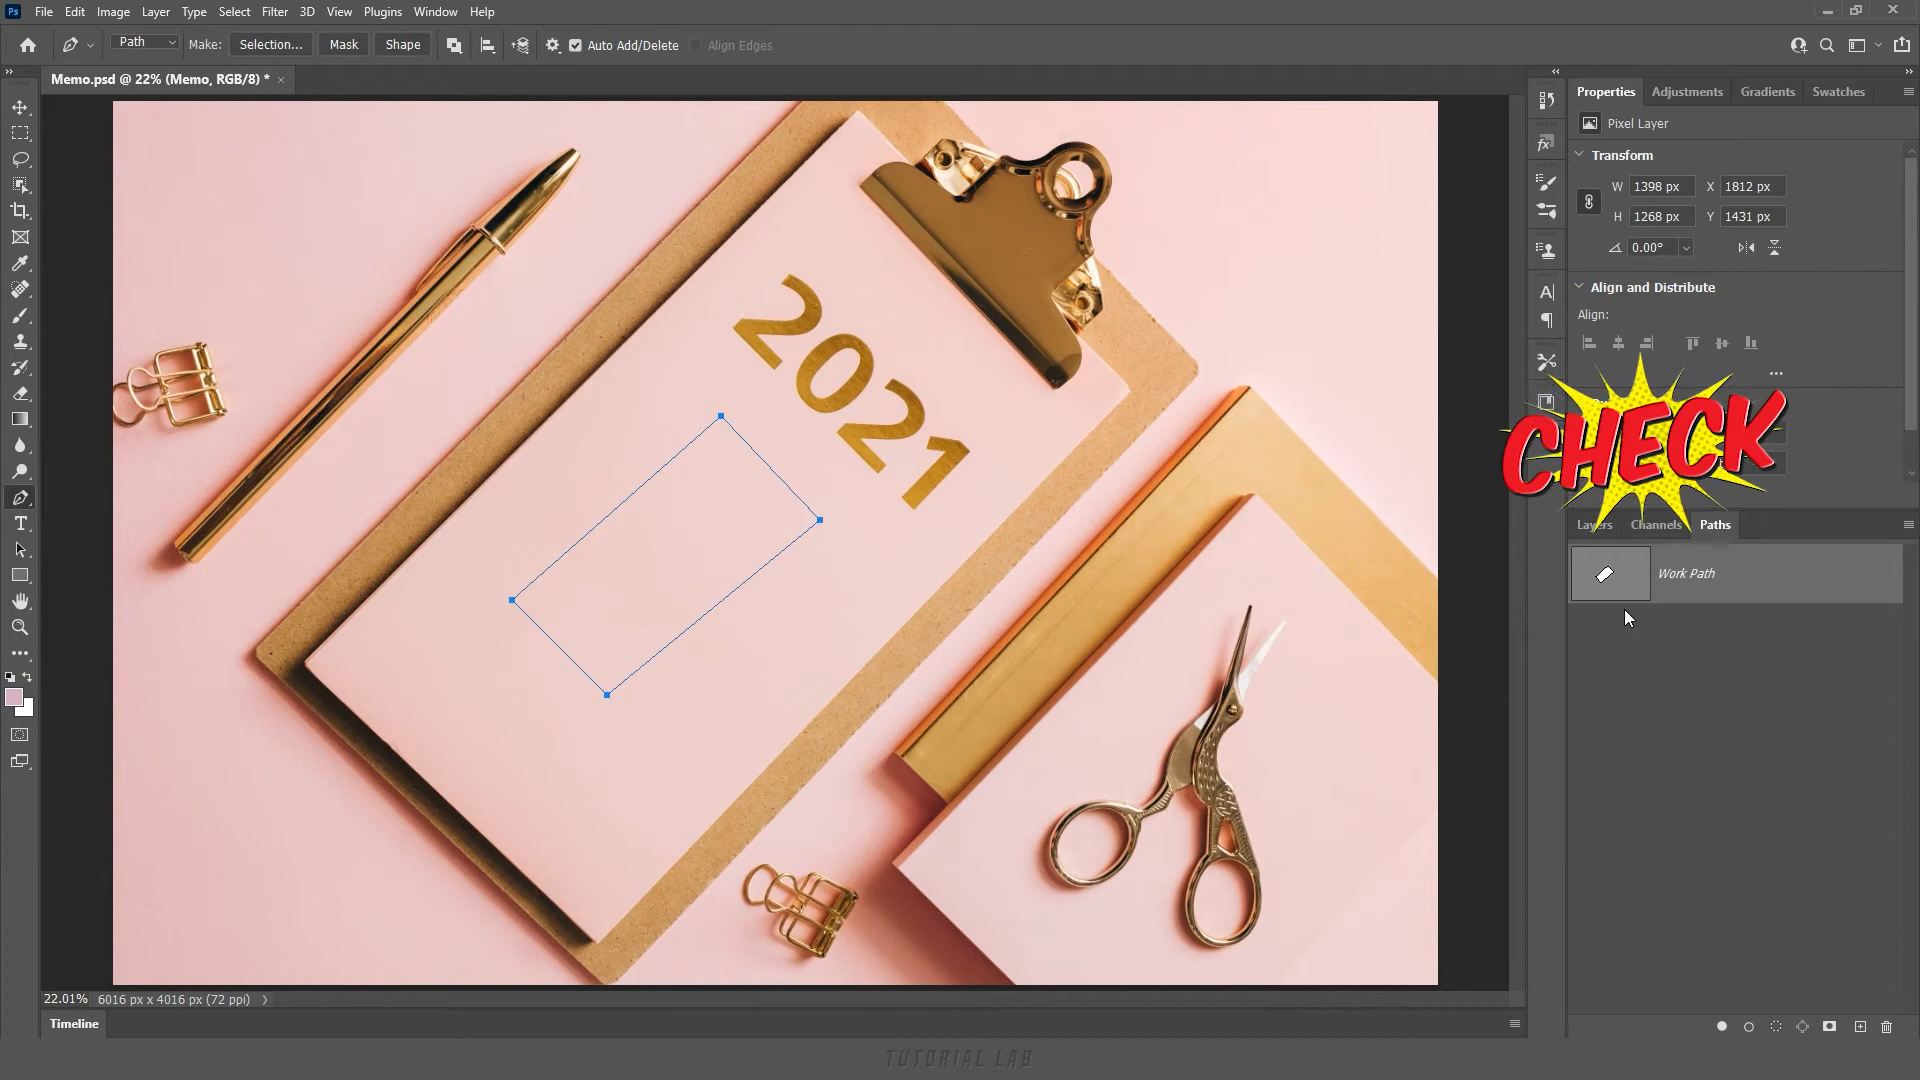 Ps File Edit Image Layer Type Select Filter 3D View Plugins Window Help
Path Make: Selection... Mask Shape Auto Add/Delete Align Edges
Memo.psd @ 22% (Memo, RGB/8) * ×
Properties Adjustments Gradients Swatches
Pixel Layer
Transform
W 1398 px X 1812 px
H 1268 px Y 1431 px
0.00°
Align and Distribute
Align:
2021
CHECK
Layers Channels Paths
Work Path
22.01% 6016 px x 4016 px (72 ppi)
Timeline
TUTORIAL LAB